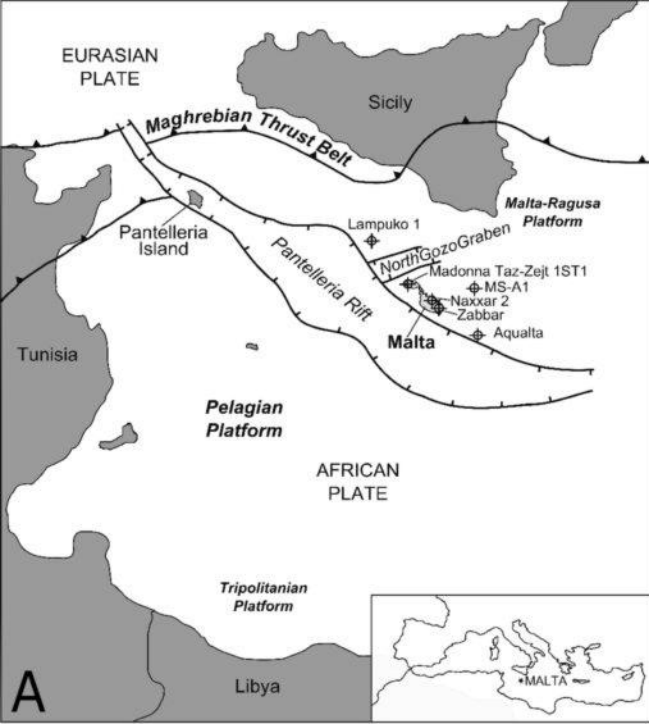 EURASIAN
PLATE
Sicily
Maghrebian Thrust Belt
Malta-Ragusa
Platform
Lampuko 1
Pantelleria
Island
NorthGozoGraben
Pantelleria Rift
Madonna Taz-Zejt 1ST1
MS-A1
Naxxar 2
Zabbar
Malta
Aqualta
Tunisia
Pelagian
Platform
AFRICAN
PLATE
Tripolitanian
Platform
Libya
MALTA
A